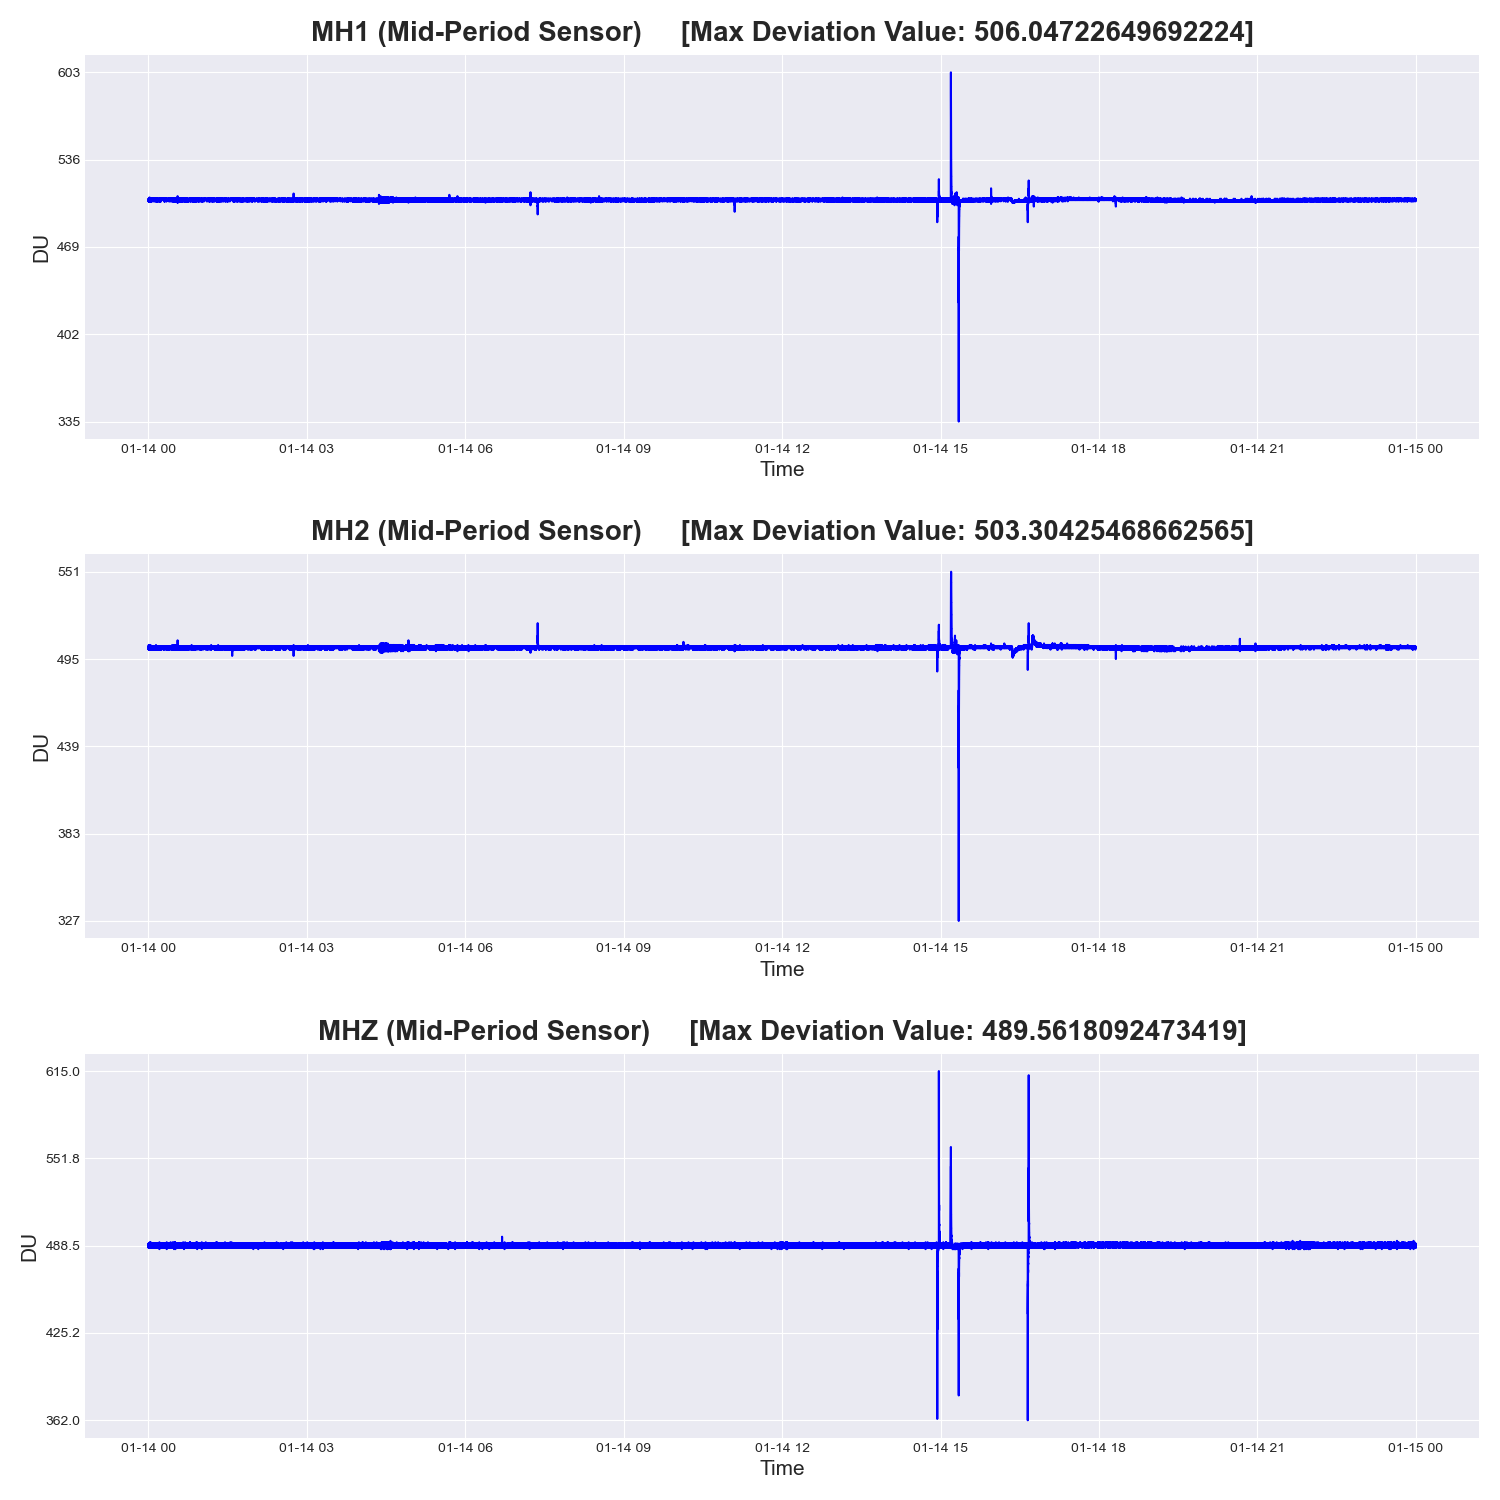 MH1 (Mid-Period Sensor) [Max Deviation Value: 506.04722649692224]
603
536
469
402
335
DU
01-14 00 01-14 03 01-14 06 01-14 09 01-14 12 01-14 15 01-14 18 01-14 21 01-15 00
Time
MH2 (Mid-Period Sensor) [Max Deviation Value: 503.30425468662565]
551
495
439
383
327
DU
01-14 00 01-14 03 01-14 06 01-14 09 01-14 12 01-14 15 01-14 18 01-14 21 01-15 00
Time
MHZ (Mid-Period Sensor) [Max Deviation Value: 489.5618092473419]
615.0
551.8
488.5
425.2
362.0
DU
01-14 00 01-14 03 01-14 06 01-14 09 01-14 12 01-14 15 01-14 18 01-14 21 01-15 00
Time